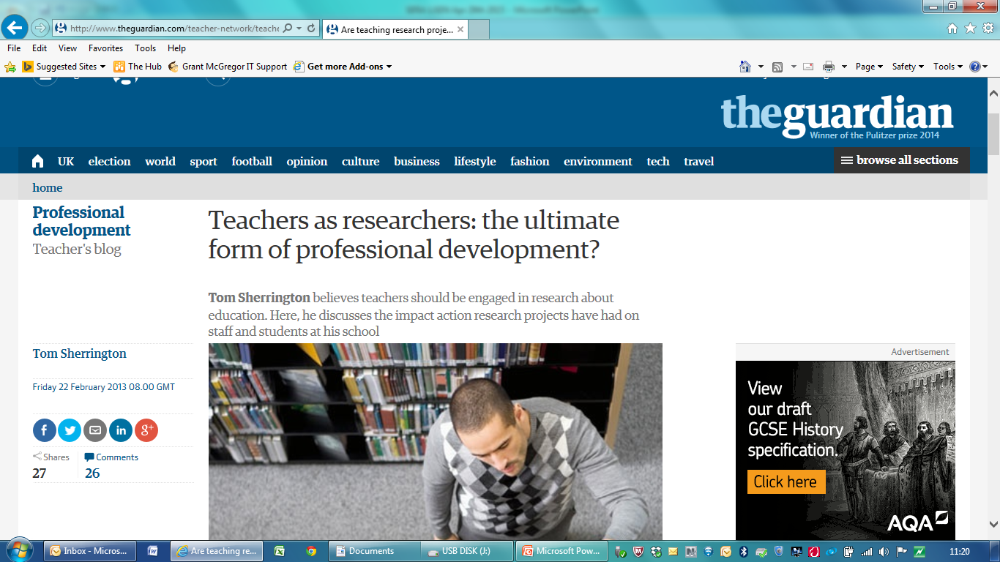 http://www.theguardian.com/teacher-network/teache
Are teaching research proje...
File Edit View Favorites Tools Help
Suggested Sites The Hub Grant McGregor IT Support Get more Add-ons
Page Safety Tools
theguardian
Winner of the Pulitzer prize 2014
UK election world sport football opinion culture business lifestyle fashion environment tech travel
browse all sections
home
Professional
development
Teacher's blog
Teachers as researchers: the ultimate
form of professional development?
Tom Sherrington believes teachers should be engaged in research about
education. Here, he discusses the impact action research projects have had on
staff and students at his school
Tom Sherrington
Friday 22 February 2013 08.00 GMT
Shares
27
Comments
26
Advertisement
View
our draft
GCSE History
specification.
Click here
AQA
Inbox - Micros... Are teaching re... Documents USB DISK (J:) Microsoft Pow... 11:20